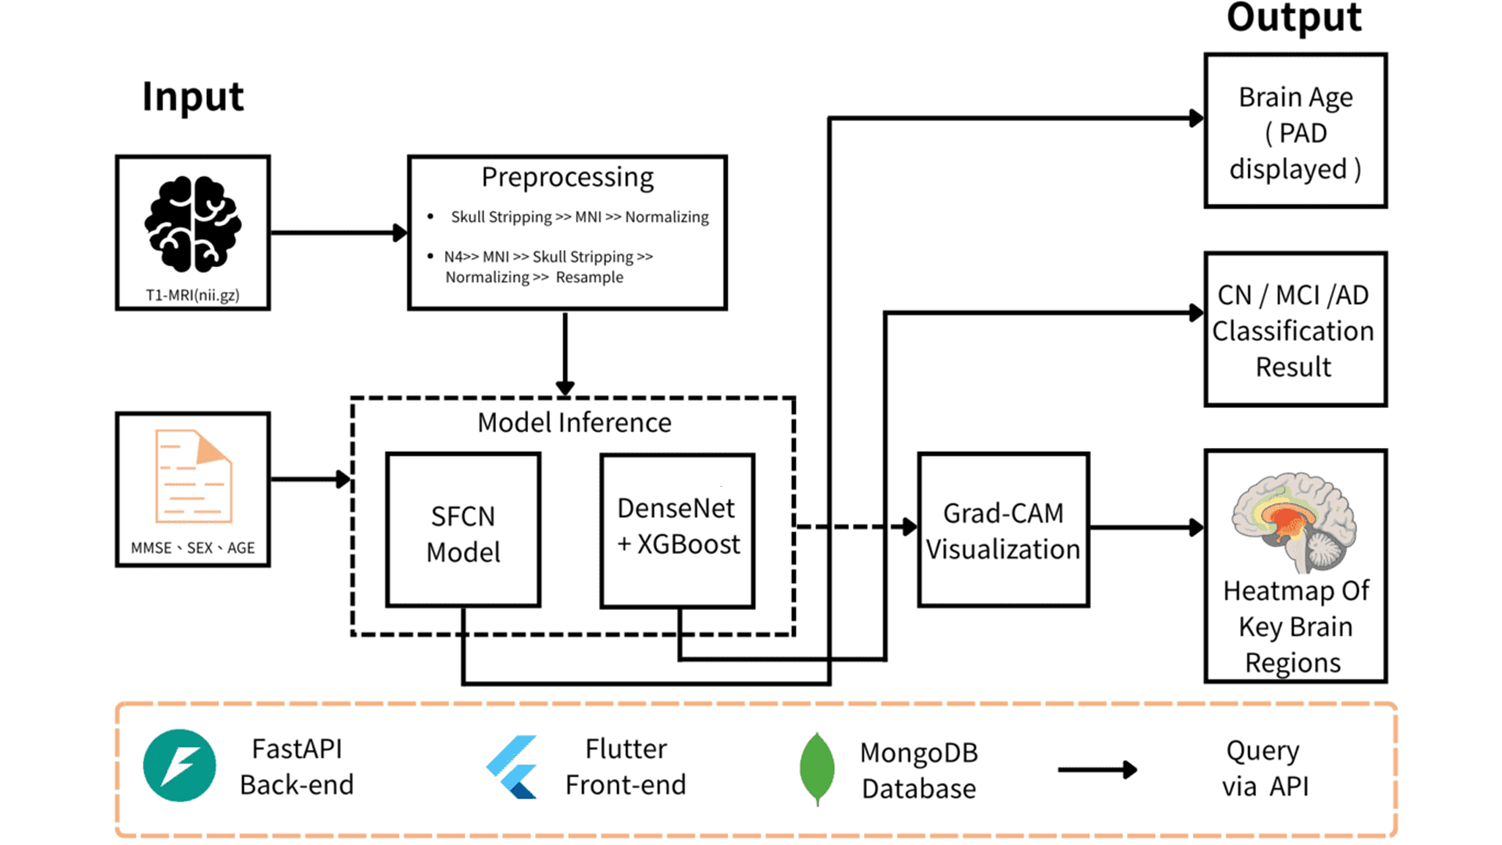 Input
T1-MRI(nii.gz)
MMSE、SEX、AGE
Preprocessing
• Skull Stripping >> MNI >> Normalizing
• N4>> MNI >> Skull Stripping >>
Normalizing >> Resample
Model Inference
SFCN
Model
DenseNet
+ XGBoost
Grad-CAM
Visualization
Output
Brain Age
( PAD
displayed )
CN / MCI /AD
Classification
Result
Heatmap Of
Key Brain
Regions
FastAPI
Back-end
Flutter
Front-end
MongoDB
Database
Query
via API